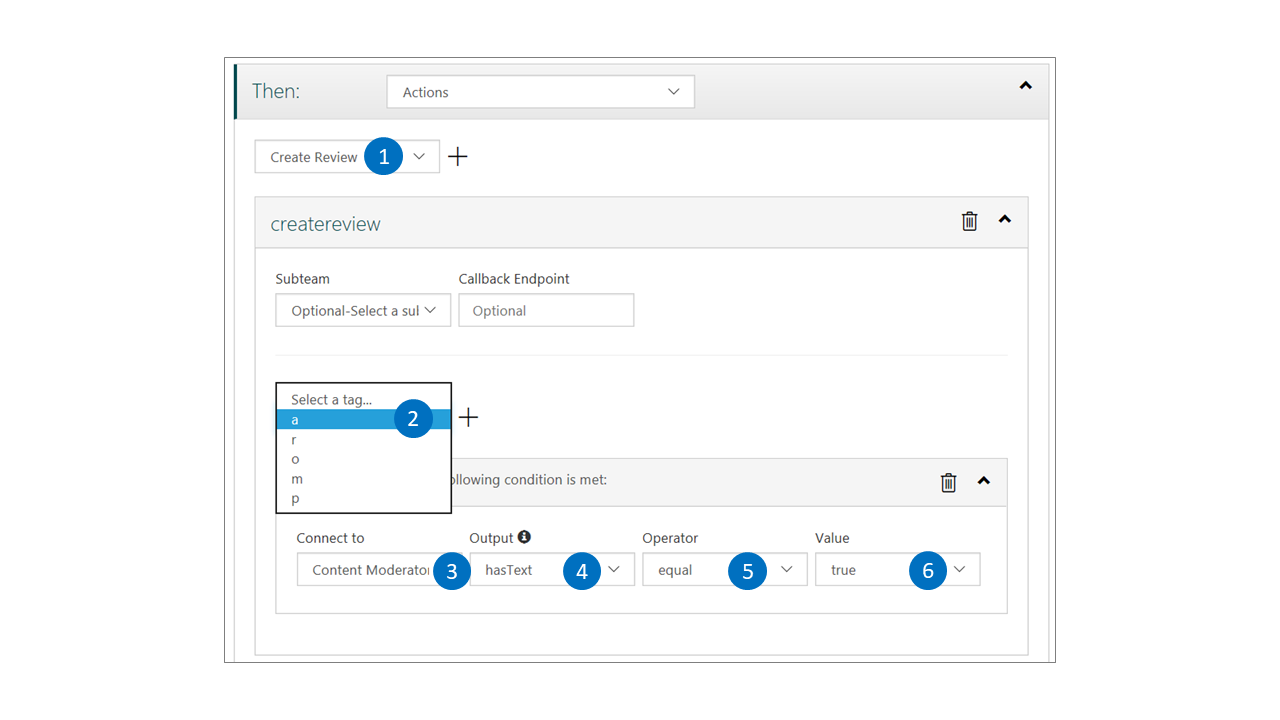 Then:
Actions
Create Review
1
createreview
Subteam
Callback Endpoint
Optional-Select a sul
Optional
Select a tag...
a
2
r
o
m
p
ollowing condition is met:
Connect to
Output
Operator
Value
Content Moderator
3
hasText
4
equal
5
true
6